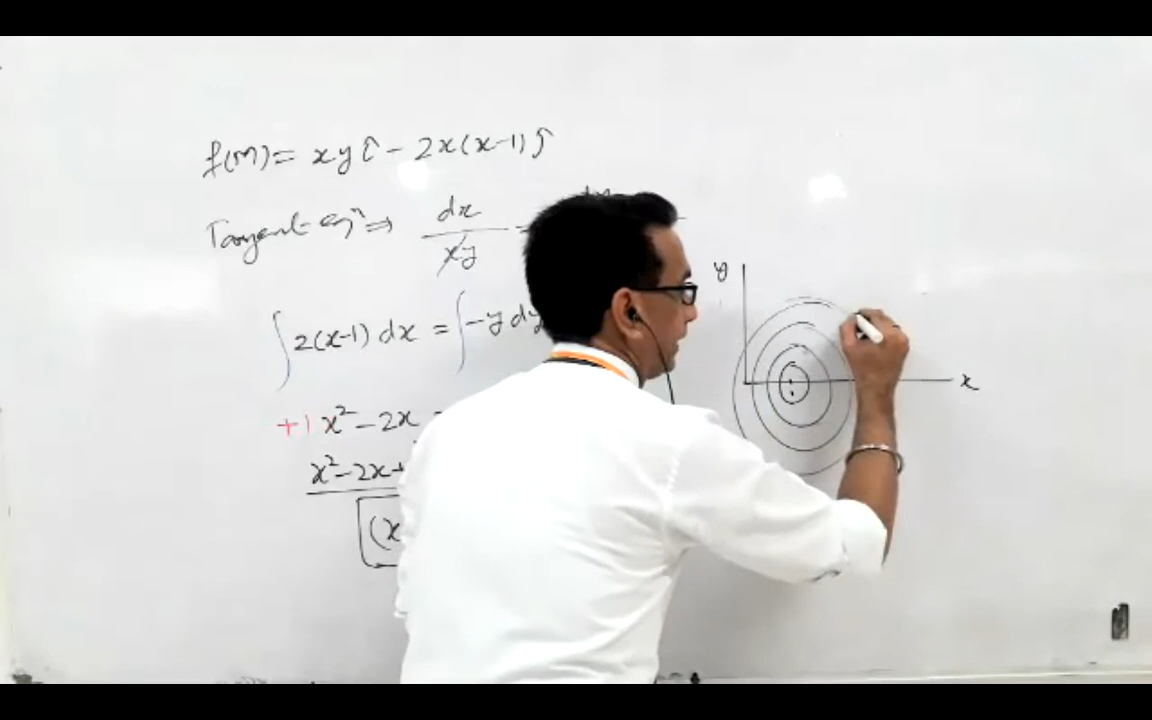 f(r) = xy î - 2x(x-1) ĵ
Tangent eqⁿ ⇒ dx/xy =
∫ 2(x-1) dx = ∫ -y dy
+1 x² - 2x
x² - 2x +
(x
y
x